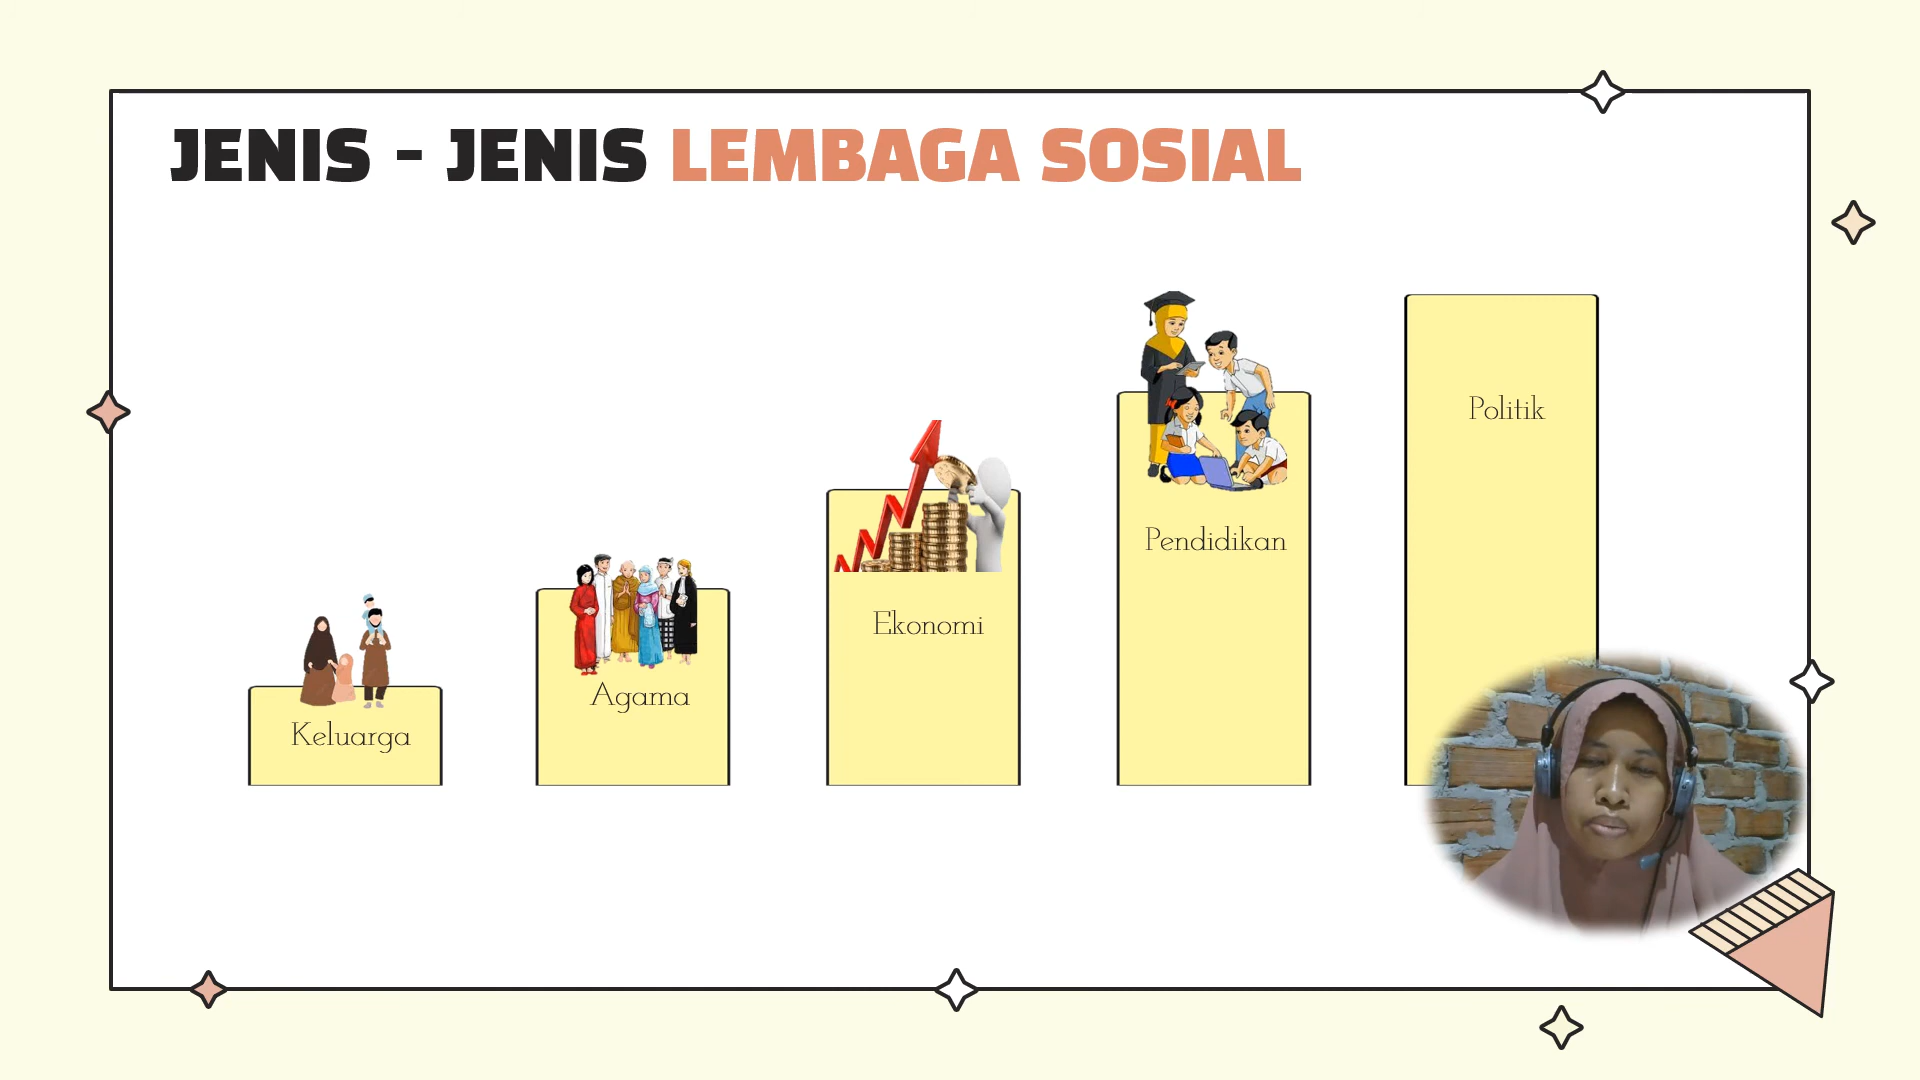 JENIS - JENIS LEMBAGA SOSIAL
Keluarga
Agama
Ekonomi
Pendidikan
Politik